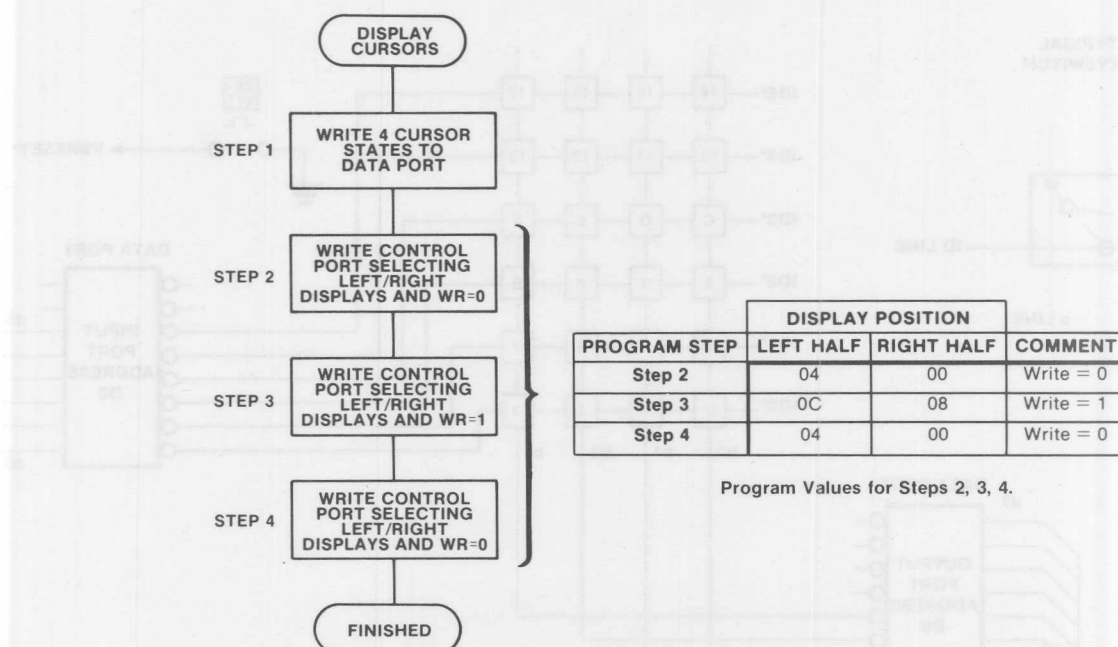 DISPLAY
CURSORS
STEP 1
WRITE 4 CURSOR
STATES TO
DATA PORT
STEP 2
WRITE CONTROL
PORT SELECTING
LEFT/RIGHT
DISPLAYS AND WR=0
STEP 3
WRITE CONTROL
PORT SELECTING
LEFT/RIGHT
DISPLAYS AND WR=1
STEP 4
WRITE CONTROL
PORT SELECTING
LEFT/RIGHT
DISPLAYS AND WR=0
FINISHED
DISPLAY POSITION
PROGRAM STEP LEFT HALF RIGHT HALF COMMENT
Step 2 04 00 Write = 0
Step 3 0C 08 Write = 1
Step 4 04 00 Write = 0
Program Values for Steps 2, 3, 4.